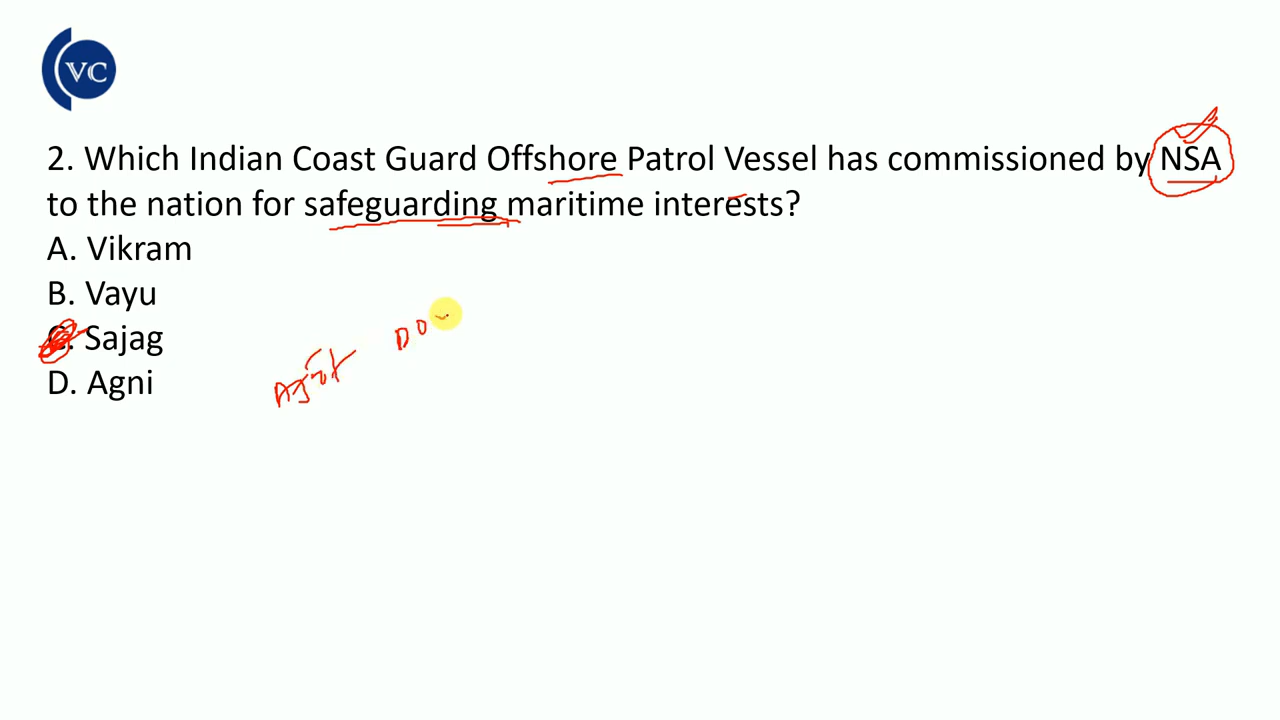 VC
2. Which Indian Coast Guard Offshore Patrol Vessel has commissioned by NSA
to the nation for safeguarding maritime interests?
A. Vikram
B. Vayu
C. Sajag
D. Agni